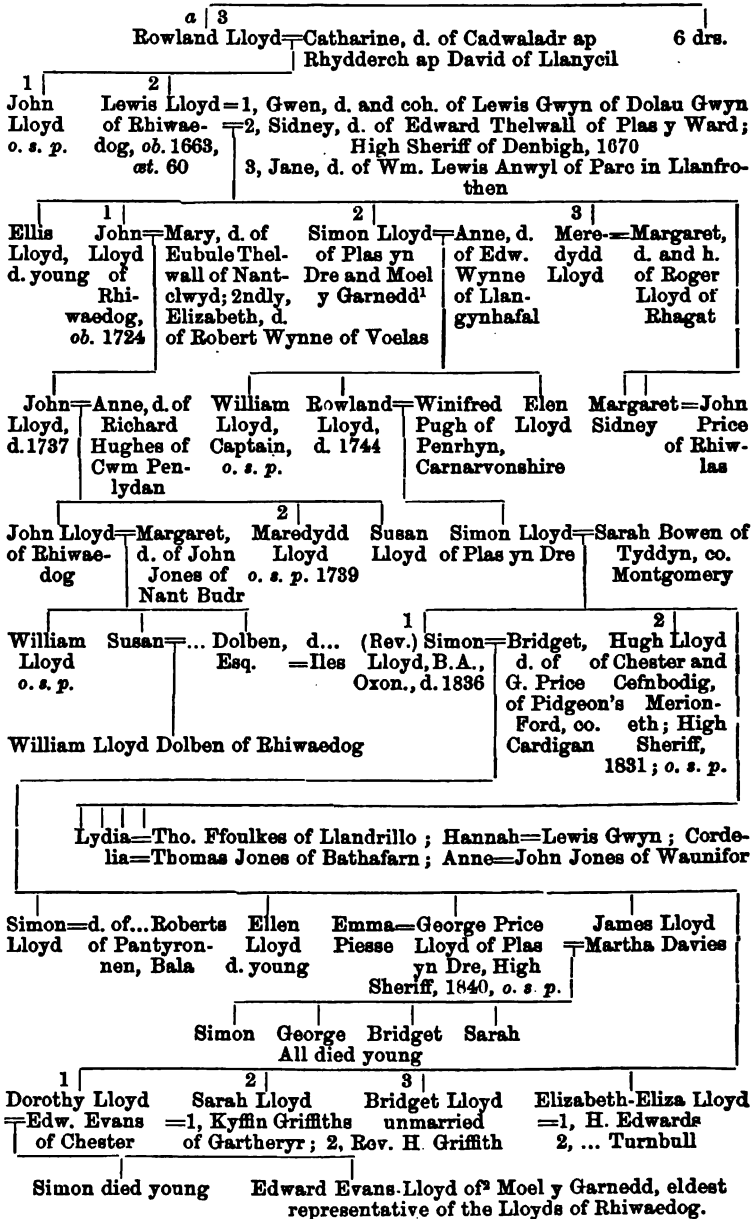 a 3
Rowland Lloyd=Catharine, d. of Cadwaladr ap 6 drs.
Rhydderch ap David of Llanycil
1 2
John Lewis Lloyd=1, Gwen, d. and coh. of Lewis Gwyn of Dolau Gwyn
Lloyd of Rhiwae- =2, Sidney, d. of Edward Thelwall of Plas y Ward;
o. s. p. dog, ob. 1663, High Sheriff of Denbigh, 1670
æt. 60 3, Jane, d. of Wm. Lewis Anwyl of Parc in Llanfro-
then
1 2 3
Ellis John=Mary, d. of Simon Lloyd=Anne, d. Mere-=Margaret,
Lloyd, Lloyd Eubule Thel- of Plas yn of Edw. dydd d. and h.
d. young of wall of Nant- Dre and Moel Wynne Lloyd of Roger
Rhi- clwyd; 2ndly, y Garnedd¹ of Llan- Lloyd of
waedog, Elizabeth, d. gynhafal Rhagat
ob. 1724 of Robert Wynne of Voelas
John=Anne, d. of William Rowland=Winifred Elen Margaret=John
Lloyd, Richard Lloyd, Lloyd, Pugh of Lloyd Sidney Price
d. 1737 Hughes of Captain, d. 1744 Penrhyn, of Rhiw-
Cwm Pen- o. s. p. Carnarvonshire las
lydan
2
John Lloyd=Margaret, Maredydd Susan Simon Lloyd=Sarah Bowen of
of Rhiwae- d. of John Lloyd Lloyd of Plas yn Dre Tyddyn, co.
dog Jones of o. s. p. 1739 Montgomery
Nant Budr
1 2
William Susan=... Dolben, d... (Rev.) Simon=Bridget, Hugh Lloyd
Lloyd Esq. =Iles Lloyd, B.A., d. of of Chester and
o. s. p. Oxon., d. 1836 G. Price Cefnbodig,
of Pidgeon's Merion-
Ford, co. eth; High
William Lloyd Dolben of Rhiwaedog Cardigan Sheriff,
1831; o. s. p.
Lydia=Tho. Ffoulkes of Llandrillo; Hannah=Lewis Gwyn; Corde-
lia=Thomas Jones of Bathafarn; Anne=John Jones of Waunifor
Simon=d. of...Roberts Ellen Emma=George Price James Lloyd
Lloyd of Pantyron- Lloyd Piesse Lloyd of Plas =Martha Davies
nen, Bala d. young yn Dre, High
Sheriff, 1840, o. s. p.
Simon George Bridget Sarah
All died young
1 2 3
Dorothy Lloyd Sarah Lloyd Bridget Lloyd Elizabeth-Eliza Lloyd
=Edw. Evans =1, Kyffin Griffiths unmarried =1, H. Edwards
of Chester of Gartheryr; 2, Rev. H. Griffith 2, ... Turnbull
Simon died young Edward Evans-Lloyd of² Moel y Garnedd, eldest
representative of the Lloyds of Rhiwaedog.